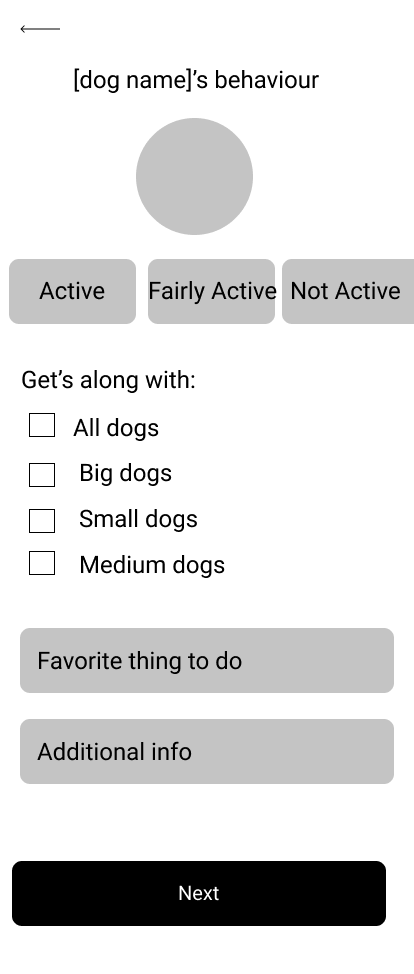 [dog name]’s behaviour
Active Fairly Active Not Active
Get’s along with:
All dogs
Big dogs
Small dogs
Medium dogs
Favorite thing to do
Additional info
Next